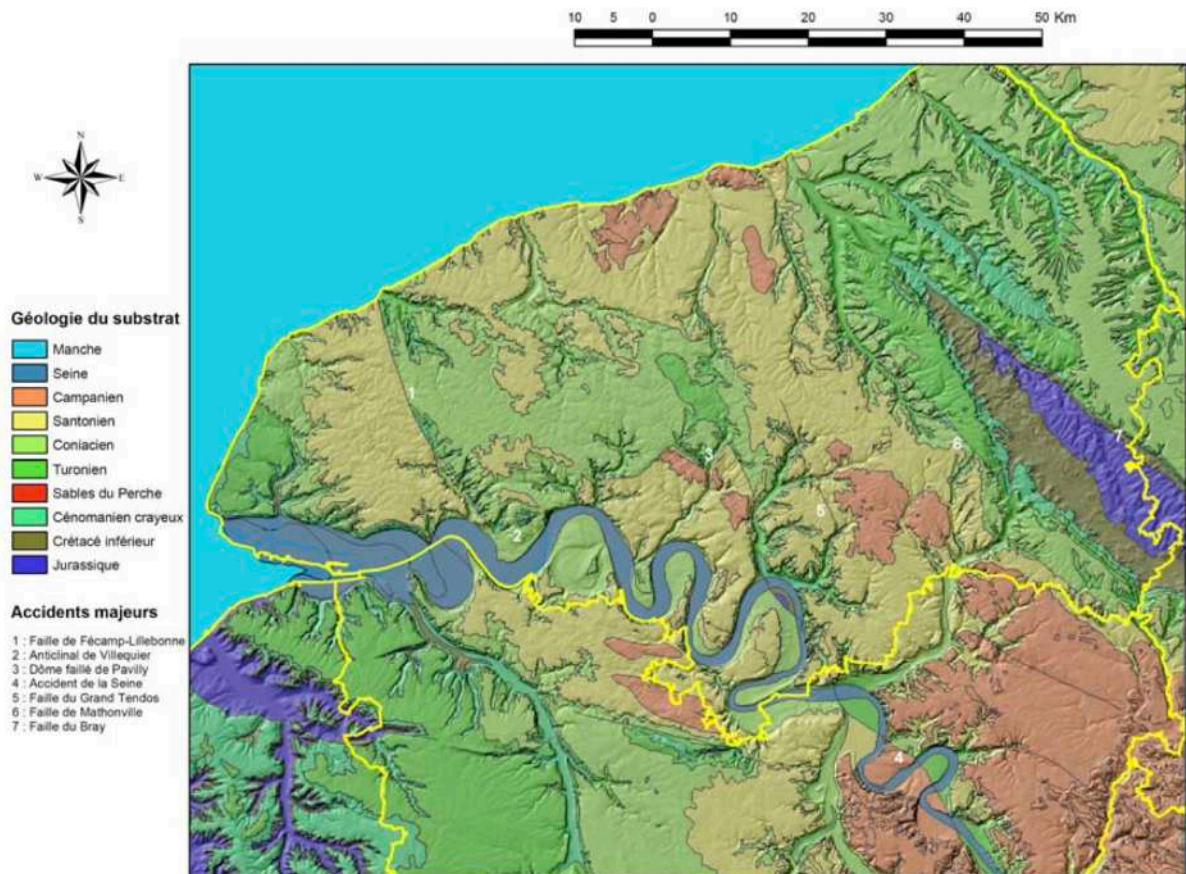 10 5 0 10 20 30 40 50 Km
N
W E
S
Géologie du substrat
Manche
Seine
Campanien
Santonien
Coniacien
Turonien
Sables du Perche
Cénomanien crayeux
Crétacé inférieur
Jurassique
Accidents majeurs
1 : Faille de Fécamp-Lillebonne
2 : Anticlinal de Villequier
3 : Dôme faillé de Pavilly
4 : Accident de la Seine
5 : Faille du Grand Tendos
6 : Faille de Mathonville
7 : Faille du Bray
1
7
6
3
5
2
4